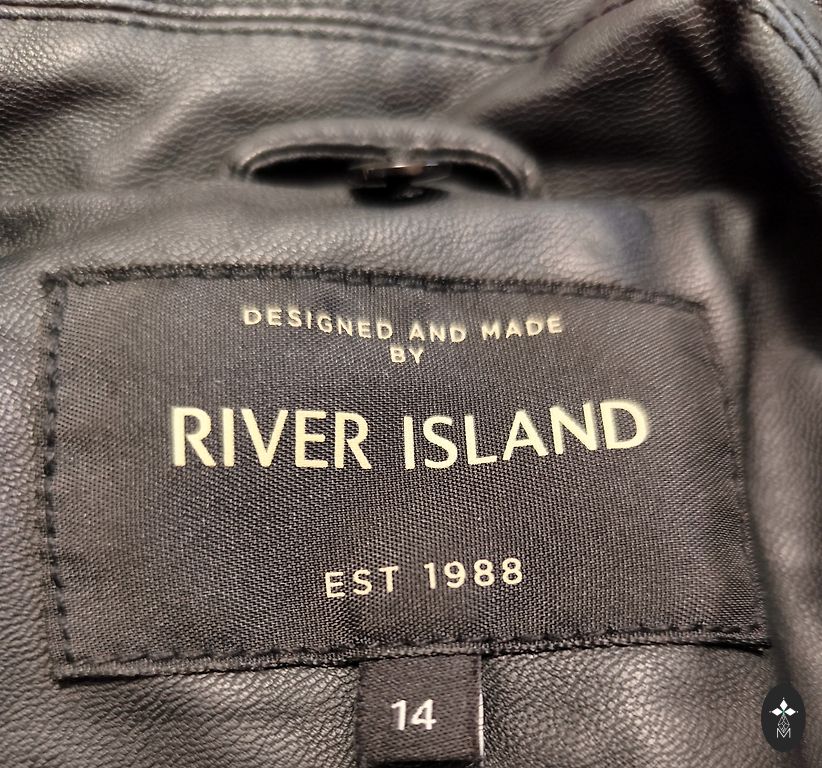 DESIGNED AND MADE
BY
RIVER ISLAND
EST 1988
14
M